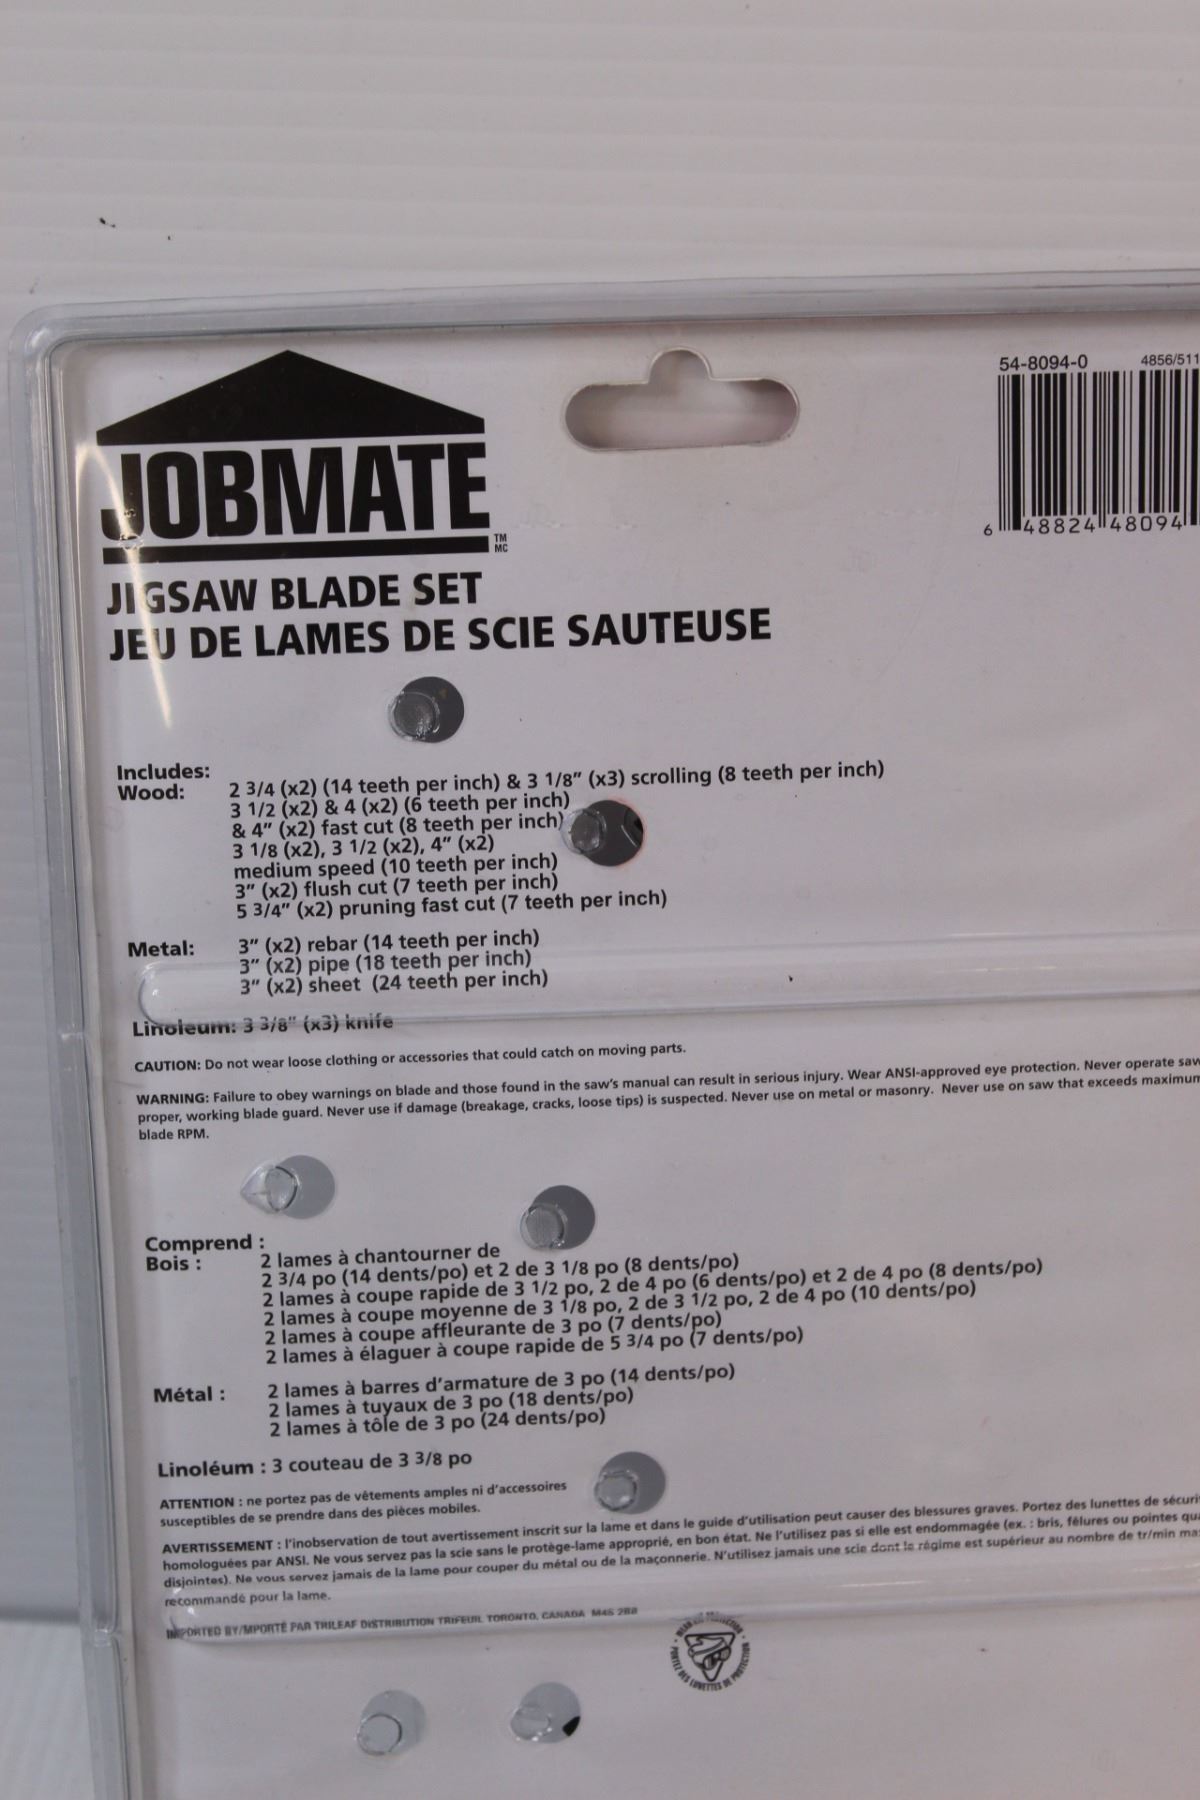 54-8094-0 4856/511
JOBMATE
TM
MC
6 48824 48094
JIGSAW BLADE SET
JEU DE LAMES DE SCIE SAUTEUSE
Includes:
Wood: 2 3/4 (x2) (14 teeth per inch) & 3 1/8” (x3) scrolling (8 teeth per inch)
3 1/2 (x2) & 4 (x2) (6 teeth per inch)
& 4” (x2) fast cut (8 teeth per inch)
3 1/8 (x2), 3 1/2 (x2), 4” (x2)
medium speed (10 teeth per inch)
3” (x2) flush cut (7 teeth per inch)
5 3/4” (x2) pruning fast cut (7 teeth per inch)
Metal: 3” (x2) rebar (14 teeth per inch)
3” (x2) pipe (18 teeth per inch)
3” (x2) sheet (24 teeth per inch)
Linoleum: 3 3/8” (x3) knife
CAUTION: Do not wear loose clothing or accessories that could catch on moving parts.
WARNING: Failure to obey warnings on blade and those found in the saw’s manual can result in serious injury. Wear ANSI-approved eye protection. Never operate saw
proper, working blade guard. Never use if damage (breakage, cracks, loose tips) is suspected. Never use on metal or masonry. Never use on saw that exceeds maximum
blade RPM.
Comprend :
Bois : 2 lames à chantourner de
2 3/4 po (14 dents/po) et 2 de 3 1/8 po (8 dents/po)
2 lames à coupe rapide de 3 1/2 po, 2 de 4 po (6 dents/po) et 2 de 4 po (8 dents/po)
2 lames à coupe moyenne de 3 1/8 po, 2 de 3 1/2 po, 2 de 4 po (10 dents/po)
2 lames à coupe affleurante de 3 po (7 dents/po)
2 lames à élaguer à coupe rapide de 5 3/4 po (7 dents/po)
Métal : 2 lames à barres d’armature de 3 po (14 dents/po)
2 lames à tuyaux de 3 po (18 dents/po)
2 lames à tôle de 3 po (24 dents/po)
Linoléum : 3 couteau de 3 3/8 po
ATTENTION : ne portez pas de vêtements amples ni d’accessoires
susceptibles de se prendre dans des pièces mobiles.
AVERTISSEMENT : l’inobservation de tout avertissement inscrit sur la lame et dans le guide d’utilisation peut causer des blessures graves. Portez des lunettes de sécuri
homologuées par ANSI. Ne vous servez pas la scie sans le protège-lame approprié, en bon état. Ne l’utilisez pas si elle est endommagée (ex. : bris, fêlures ou pointes qu
disjointes). Ne vous servez jamais de la lame pour couper du métal ou de la maçonnerie. N’utilisez jamais une scie dont le régime est supérieur au nombre de tr/min ma
recommandé pour la lame.
IMPORTED BY/MPORTÉ PAR TRILEAF DISTRIBUTION TRIFEUIL TORONTO, CANADA M4S 2B8
WEAR EYE PROTECTION
PORTEZ DES LUNETTES DE PROTECTION